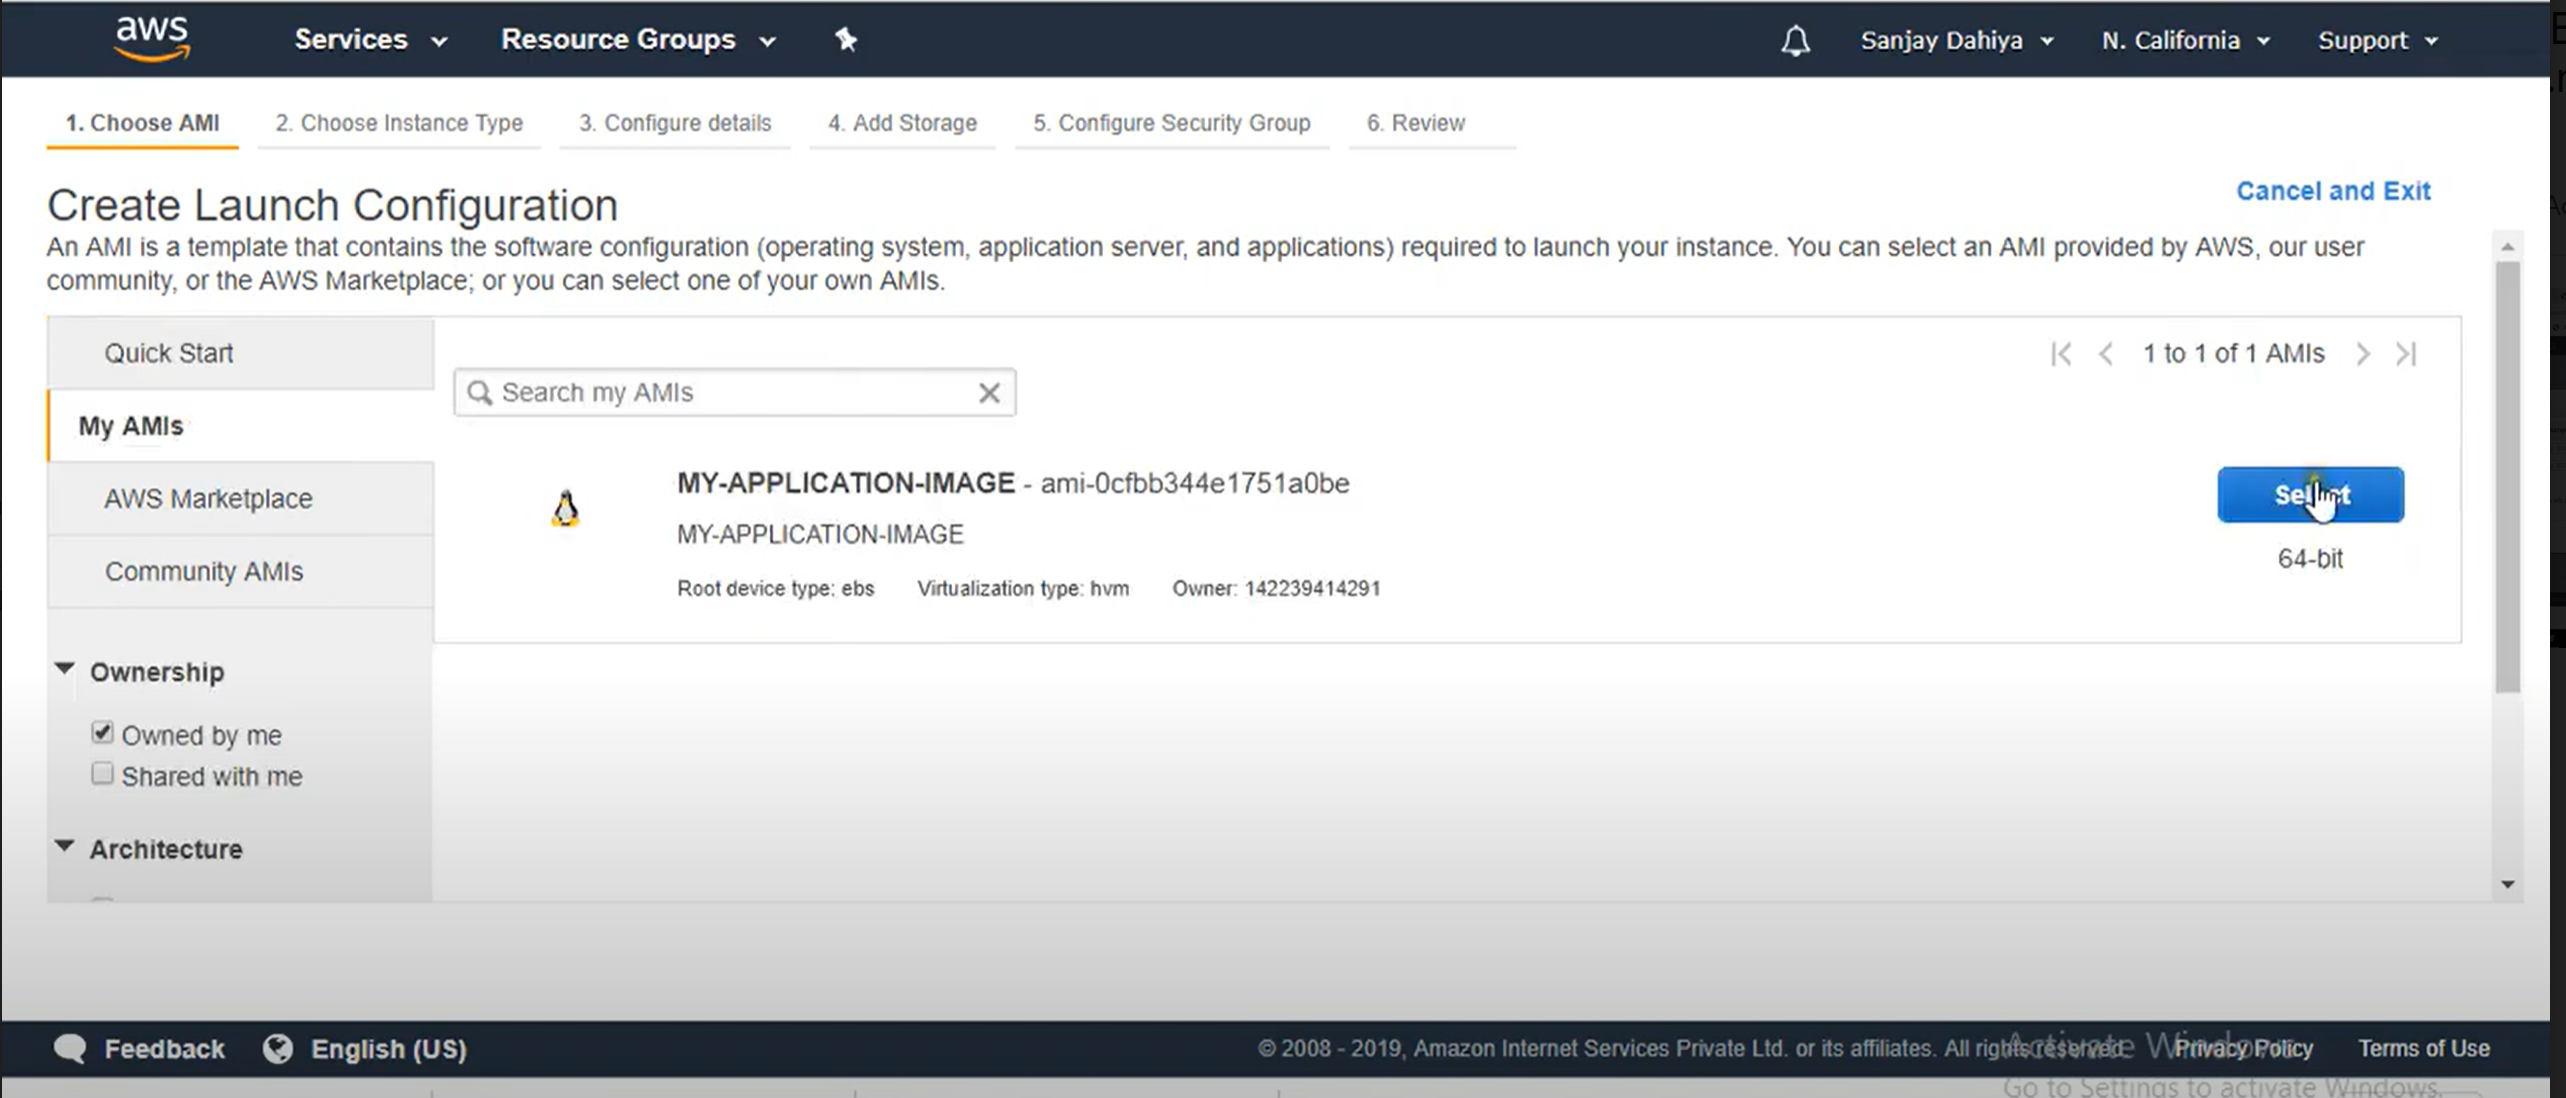 aws
Services
Resource Groups
Sanjay Dahiya
N. California
Support
1. Choose AMI
2. Choose Instance Type
3. Configure details
4. Add Storage
5. Configure Security Group
6. Review
Create Launch Configuration
Cancel and Exit
An AMI is a template that contains the software configuration (operating system, application server, and applications) required to launch your instance. You can select an AMI provided by AWS, our user
community, or the AWS Marketplace; or you can select one of your own AMIs.
Quick Start
My AMIs
AWS Marketplace
Community AMIs
Ownership
Owned by me
Shared with me
Architecture
Search my AMIs
1 to 1 of 1 AMIs
MY-APPLICATION-IMAGE - ami-0cfbb344e1751a0be
MY-APPLICATION-IMAGE
Root device type: ebs Virtualization type: hvm Owner: 142239414291
Select
64-bit
Feedback
English (US)
© 2008 - 2019, Amazon Internet Services Private Ltd. or its affiliates. All rights reserved.
Privacy Policy
Terms of Use
Activate Windows
Go to Settings to activate Windows.